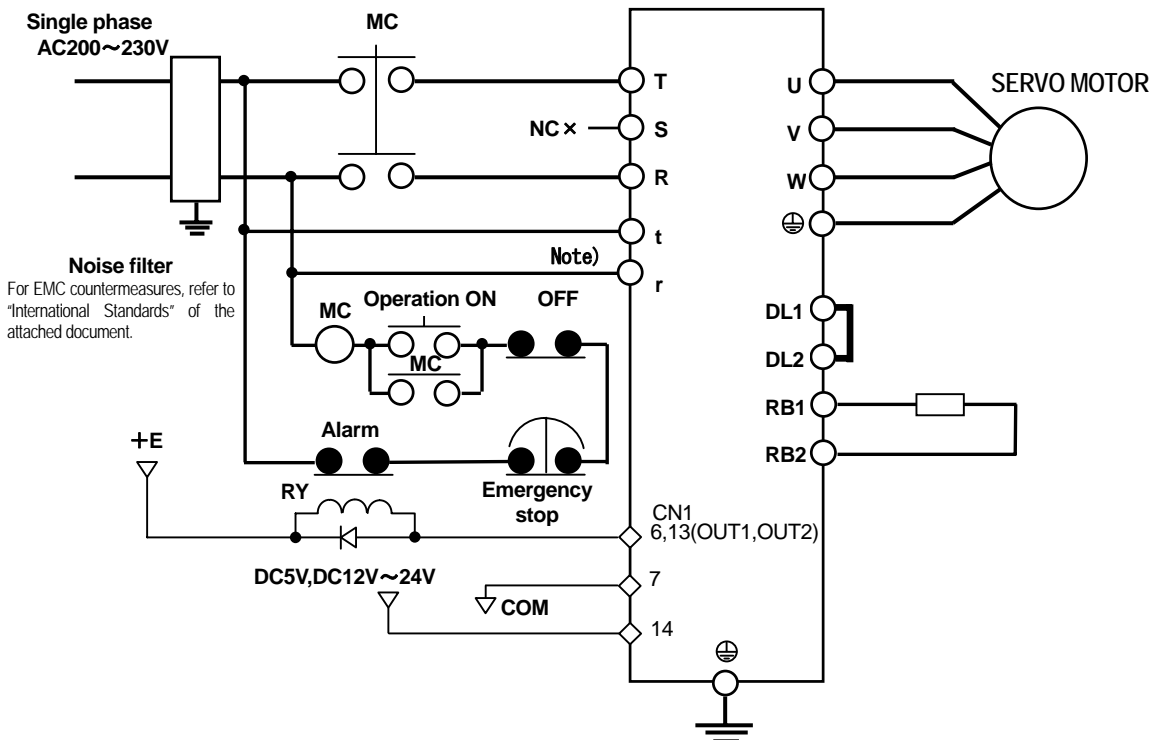 Single phase
AC200～230V
MC
T
U
SERVO MOTOR
NC×
S
V
R
W
t
Note)
r
Noise filter
For EMC countermeasures, refer to
"International Standards" of the
attached document.
Operation ON
OFF
MC
MC
DL1
DL2
RB1
RB2
Alarm
+E
RY
Emergency
stop
CN1
6,13(OUT1,OUT2)
DC5V,DC12V～24V
7
COM
14